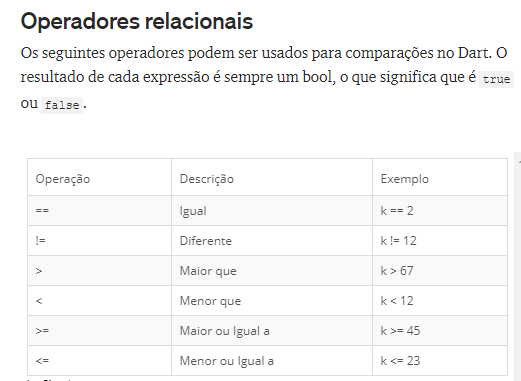 Operadores relacionais
Os seguintes operadores podem ser usados para comparações no Dart. O
resultado de cada expressão é sempre um bool, o que significa que é true
ou false.
Operação Descrição Exemplo
== Igual k == 2
!= Diferente k != 12
> Maior que k > 67
< Menor que k < 12
>= Maior ou Igual a k >= 45
<= Menor ou Igual a k <= 23